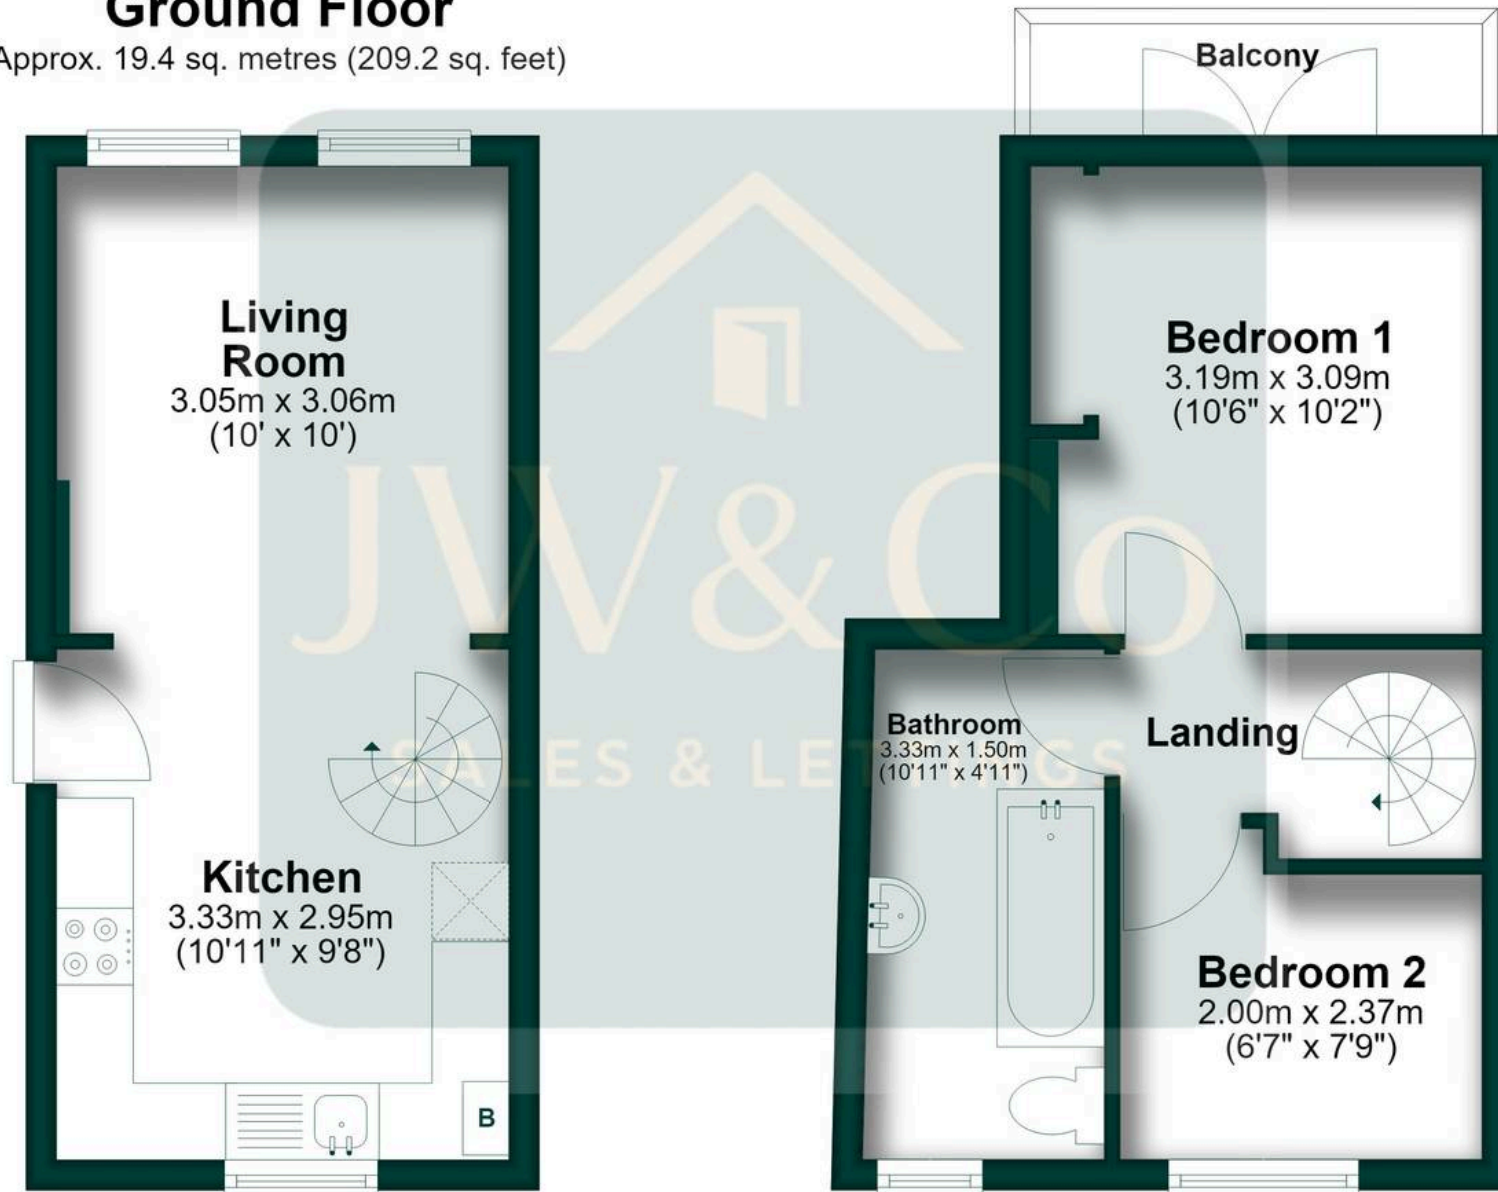 Ground Floor
Approx. 19.4 sq. metres (209.2 sq. feet)
Living
Room
3.05m x 3.06m
(10' x 10')
Kitchen
3.33m x 2.95m
(10'11" x 9'8")
B
Balcony
Bedroom 1
3.19m x 3.09m
(10'6" x 10'2")
Bathroom
3.33m x 1.50m
(10'11" x 4'11")
Landing
Bedroom 2
2.00m x 2.37m
(6'7" x 7'9")
JW&Co
SALES & LETTINGS